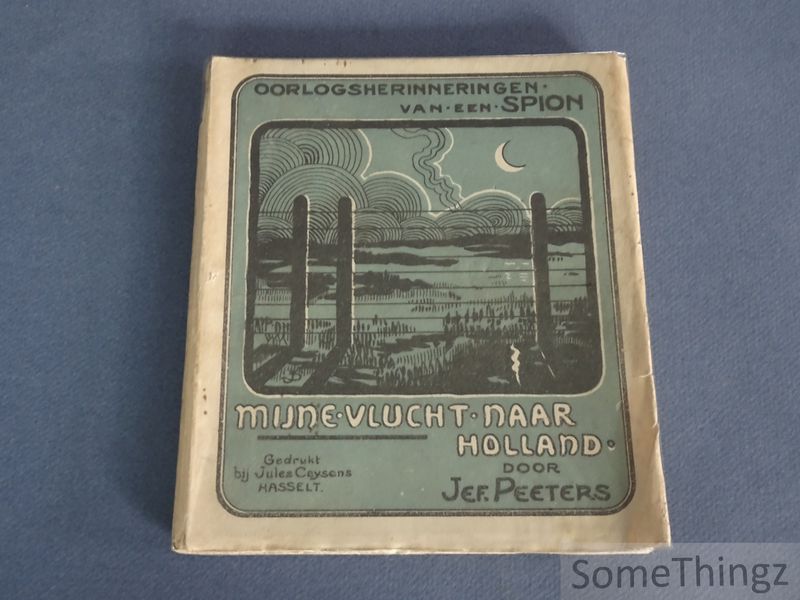 OORLOGSHERINNERINGEN·
VAN·EEN·SPION
MIJNE·VLUCHT·NAAR
HOLLAND·
DOOR
JEF. PEETERS
Gedrukt
bij Jules Ceysens
HASSELT.
SomeThingz